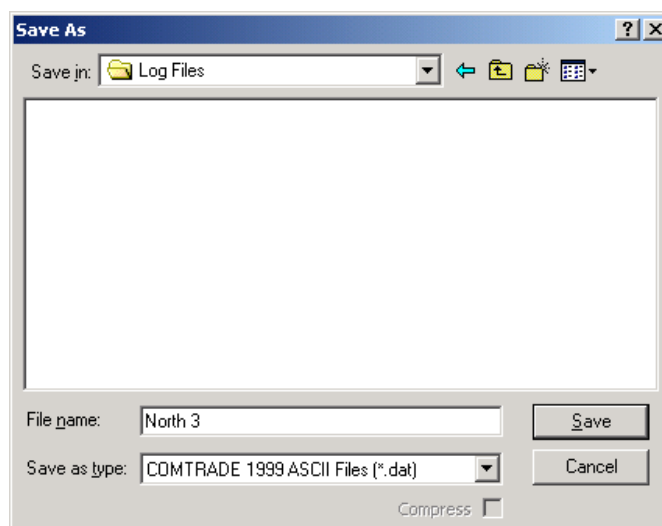 Save As
Save in: Log Files
File name: North 3 Save
Save as type: COMTRADE 1999 ASCII Files (*.dat) Cancel
Compress